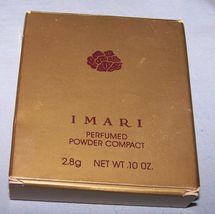 IMARI
PERFUMED
POWDER COMPACT
2.8g NET WT .10 OZ.